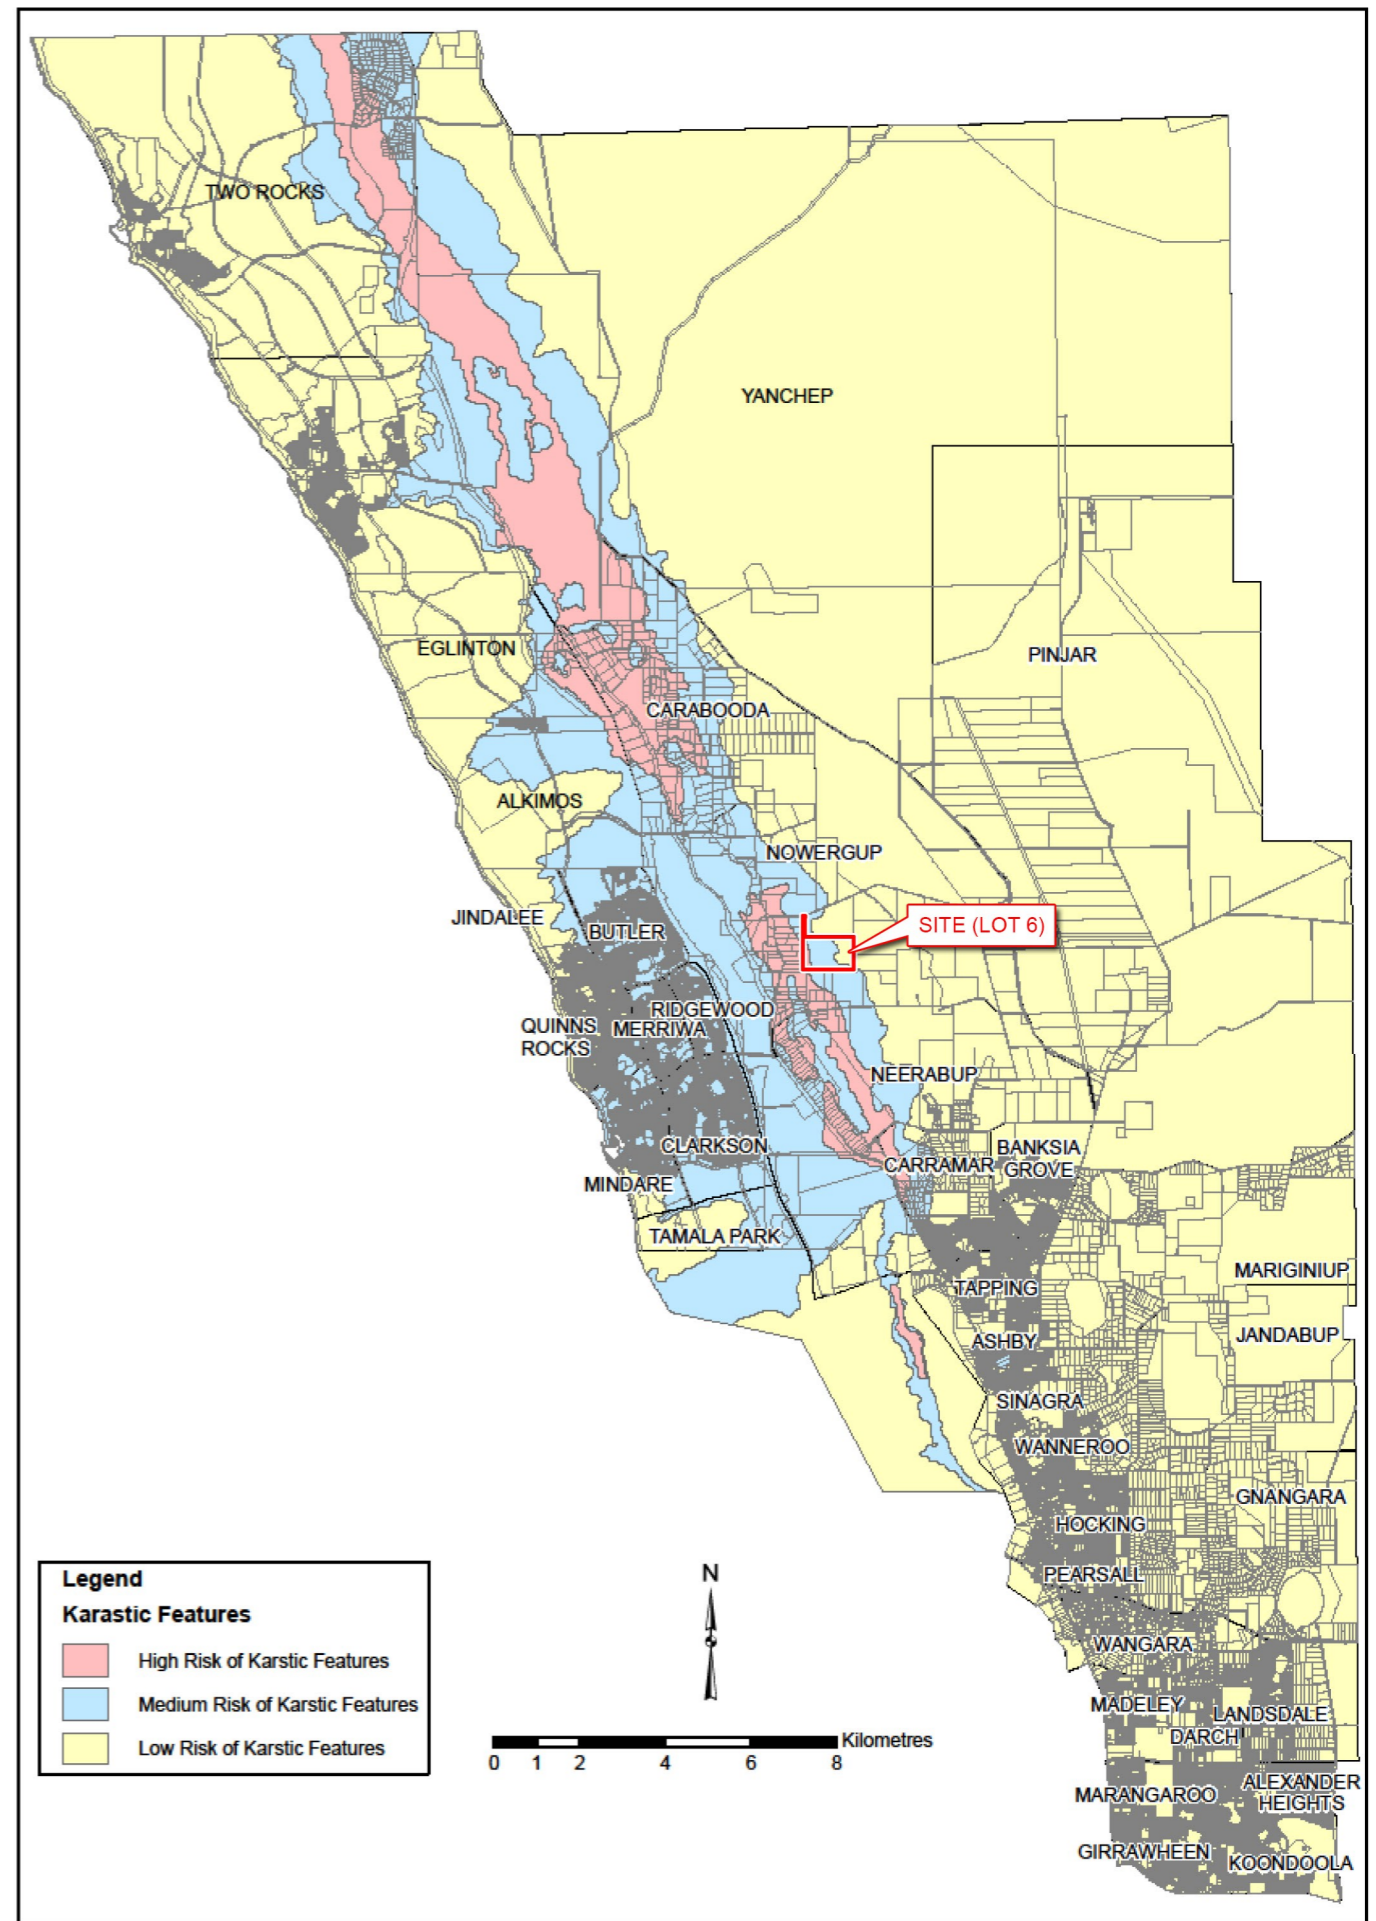 TWO ROCKS
YANCHEP
EGLINTON
PINJAR
CARABOODA
ALKIMOS
NOWERGUP
JINDALEE
BUTLER
SITE (LOT 6)
RIDGEWOOD
QUINNS
ROCKS
MERRIWA
NEERABUP
CLARKSON
BANKSIA
GROVE
CARRAMAR
MINDARE
TAMALA PARK
MARIGINIUP
TAPPING
JANDABUP
ASHBY
SINAGRA
WANNEROO
GNANGARA
HOCKING
PEARSALL
WANGARA
MADELEY
LANDSDALE
DARCH
MARANGAROO
ALEXANDER
HEIGHTS
GIRRAWHEEN
KOONDOOLA
Legend
Karastic Features
High Risk of Karstic Features
Medium Risk of Karstic Features
Low Risk of Karstic Features
N
Kilometres
0 1 2 4 6 8